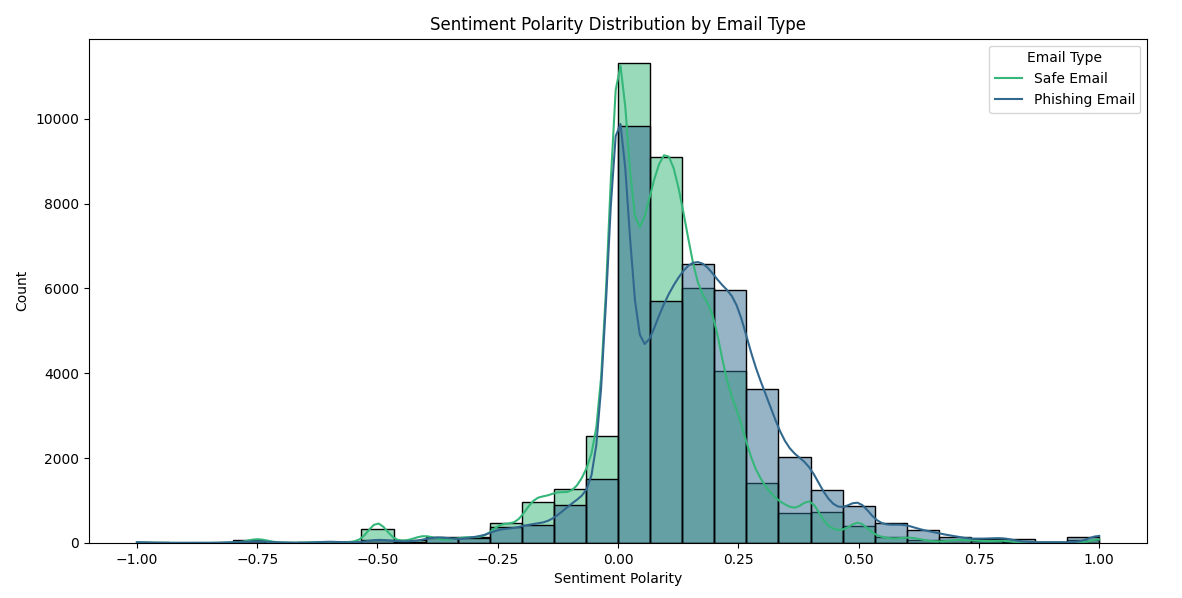 Sentiment Polarity Distribution by Email Type
Email Type
Safe Email
Phishing Email
Count
10000
8000
6000
4000
2000
0
−1.00 −0.75 −0.50 −0.25 0.00 0.25 0.50 0.75 1.00
Sentiment Polarity